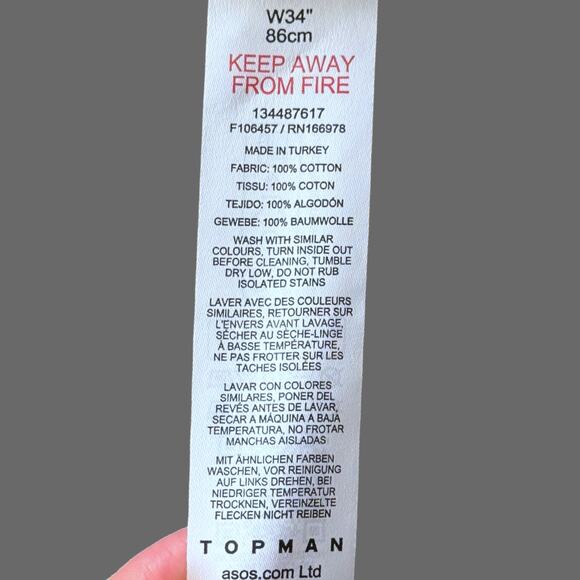 W34"
86cm
KEEP AWAY
FROM FIRE
134487617
F106457 / RN166978
MADE IN TURKEY
FABRIC: 100% COTTON
TISSU: 100% COTON
TEJIDO: 100% ALGODÓN
GEWEBE: 100% BAUMWOLLE
WASH WITH SIMILAR
COLOURS, TURN INSIDE OUT
BEFORE CLEANING, TUMBLE
DRY LOW, DO NOT RUB
ISOLATED STAINS
LAVER AVEC DES COULEURS
SIMILAIRES, RETOURNER SUR
L'ENVERS AVANT LAVAGE,
SÉCHER AU SÈCHE-LINGE
À BASSE TEMPÉRATURE,
NE PAS FROTTER SUR LES
TACHES ISOLÉES
LAVAR CON COLORES
SIMILARES, PONER DEL
REVÉS ANTES DE LAVAR,
SECAR A MÁQUINA A BAJA
TEMPERATURA, NO FROTAR
MANCHAS AISLADAS
MIT ÄHNLICHEN FARBEN
WASCHEN, VOR REINIGUNG
AUF LINKS DREHEN, BEI
NIEDRIGER TEMPERATUR
TROCKNEN, VEREINZELTE
FLECKEN NICHT REIBEN
TOPMAN
asos.com Ltd